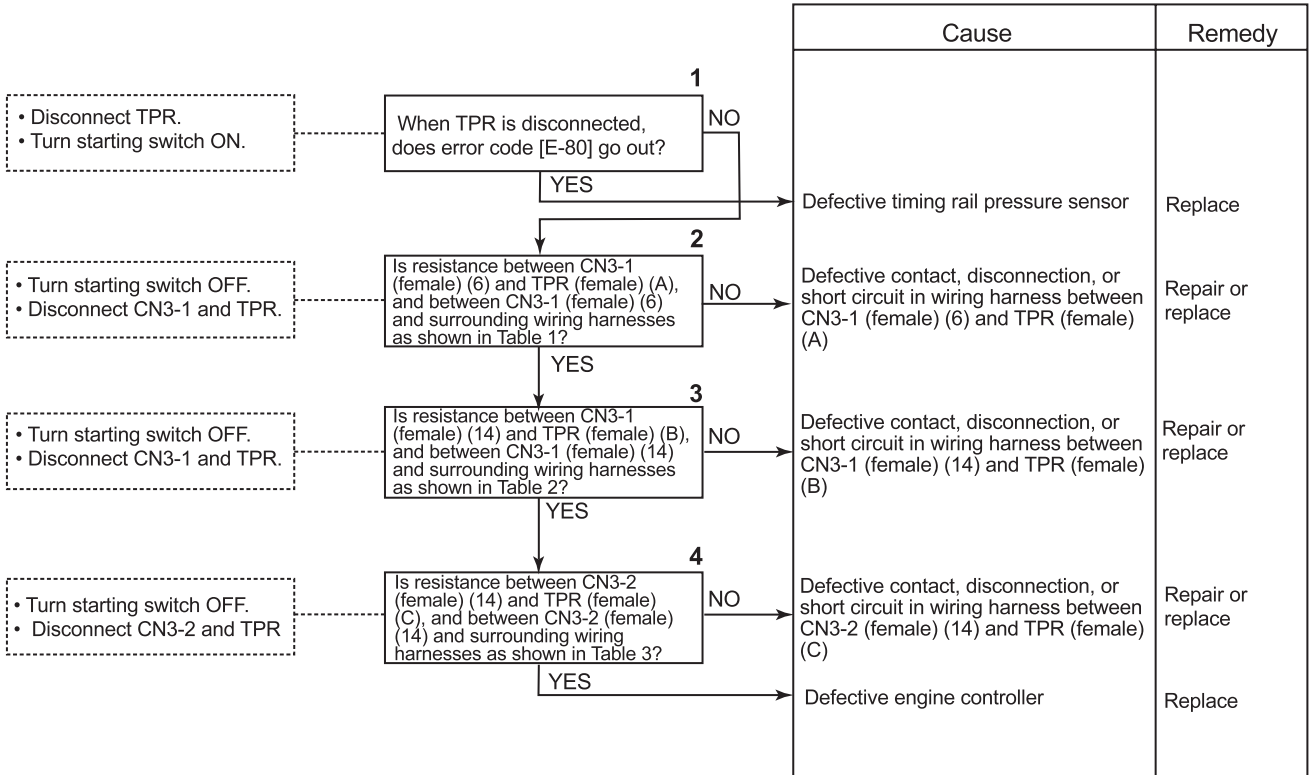 Cause
Remedy
1
• Disconnect TPR.
• Turn starting switch ON.
When TPR is disconnected,
does error code [E-80] go out?
NO
YES
Defective timing rail pressure sensor
Replace
2
• Turn starting switch OFF.
• Disconnect CN3-1 and TPR.
Is resistance between CN3-1
(female) (6) and TPR (female) (A),
and between CN3-1 (female) (6)
and surrounding wiring harnesses
as shown in Table 1?
NO
YES
Defective contact, disconnection, or
short circuit in wiring harness between
CN3-1 (female) (6) and TPR (female)
(A)
Repair or
replace
3
• Turn starting switch OFF.
• Disconnect CN3-1 and TPR.
Is resistance between CN3-1
(female) (14) and TPR (female) (B),
and between CN3-1 (female) (14)
and surrounding wiring harnesses
as shown in Table 2?
NO
YES
Defective contact, disconnection, or
short circuit in wiring harness between
CN3-1 (female) (14) and TPR (female)
(B)
Repair or
replace
4
• Turn starting switch OFF.
• Disconnect CN3-2 and TPR
Is resistance between CN3-2
(female) (14) and TPR (female)
(C), and between CN3-2 (female)
(14) and surrounding wiring
harnesses as shown in Table 3?
NO
YES
Defective contact, disconnection, or
short circuit in wiring harness between
CN3-2 (female) (14) and TPR (female)
(C)
Repair or
replace
Defective engine controller
Replace